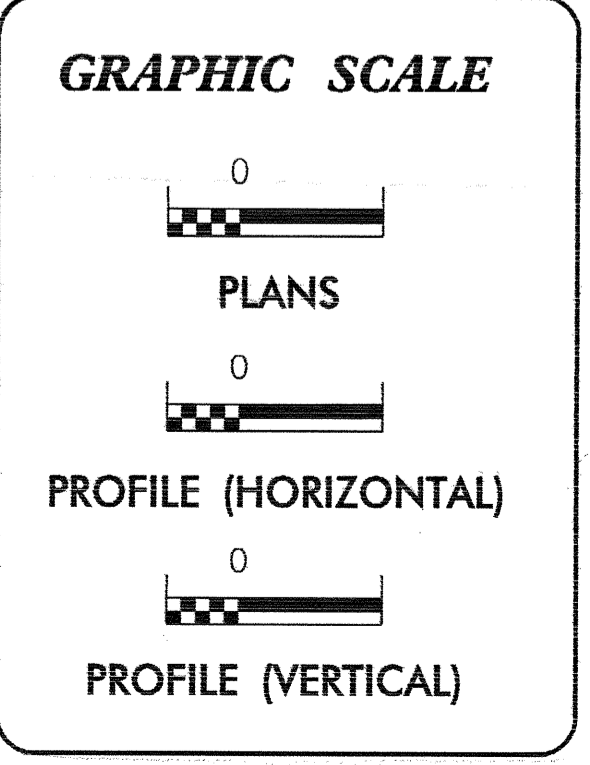 GRAPHIC SCALE
0
PLANS
0
PROFILE (HORIZONTAL)
0
PROFILE (VERTICAL)